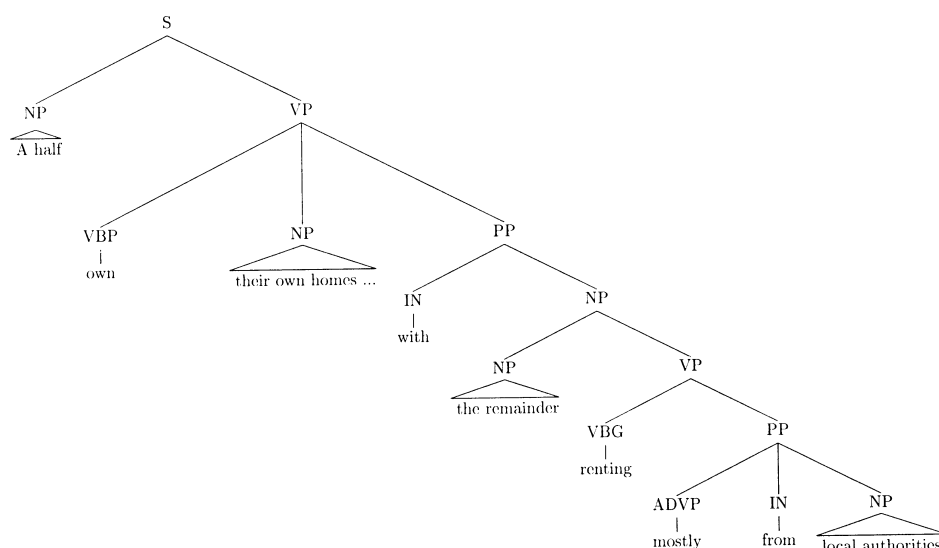 S
NP VP
A half
VBP NP PP
own their own homes ...
IN NP
with
NP VP
the remainder
VBG PP
renting
ADVP IN NP
mostly from local authorities